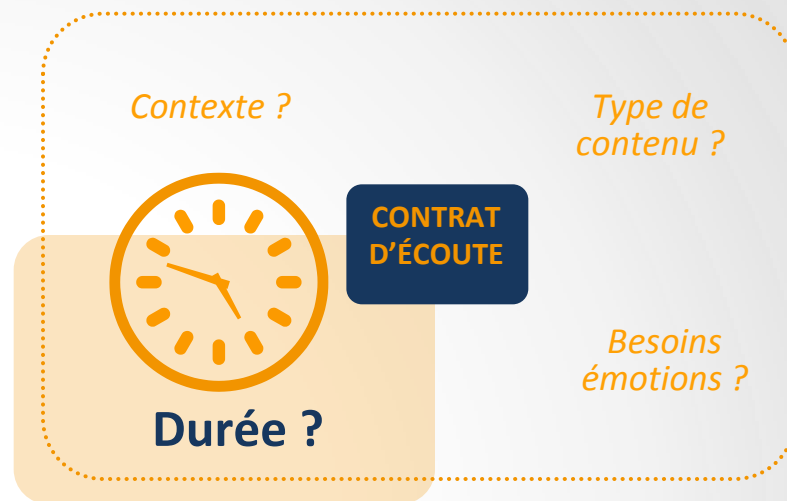 Contexte ?
Type de
contenu ?
CONTRAT
D’ÉCOUTE
Besoins
émotions ?
Durée ?